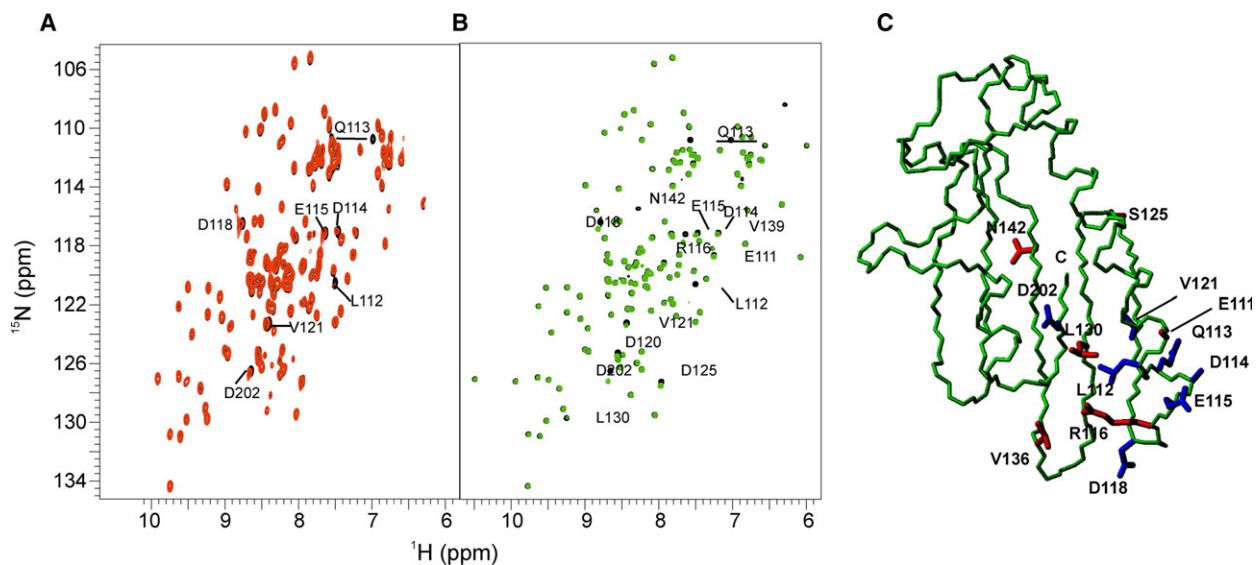 A
B
C
106
110
114
118
122
126
130
134
¹⁵N (ppm)
Q113
D118
E115
D114
L112
V121
D202
10
9
8
7
6
Q113
N142
E115
D114
V139
D118
R116
E111
L112
V121
D120
D202
D125
L130
10
9
8
7
6
¹H (ppm)
S125
N142
C
V121
D202
E111
L130
Q113
D114
L112
E115
R116
V136
D118